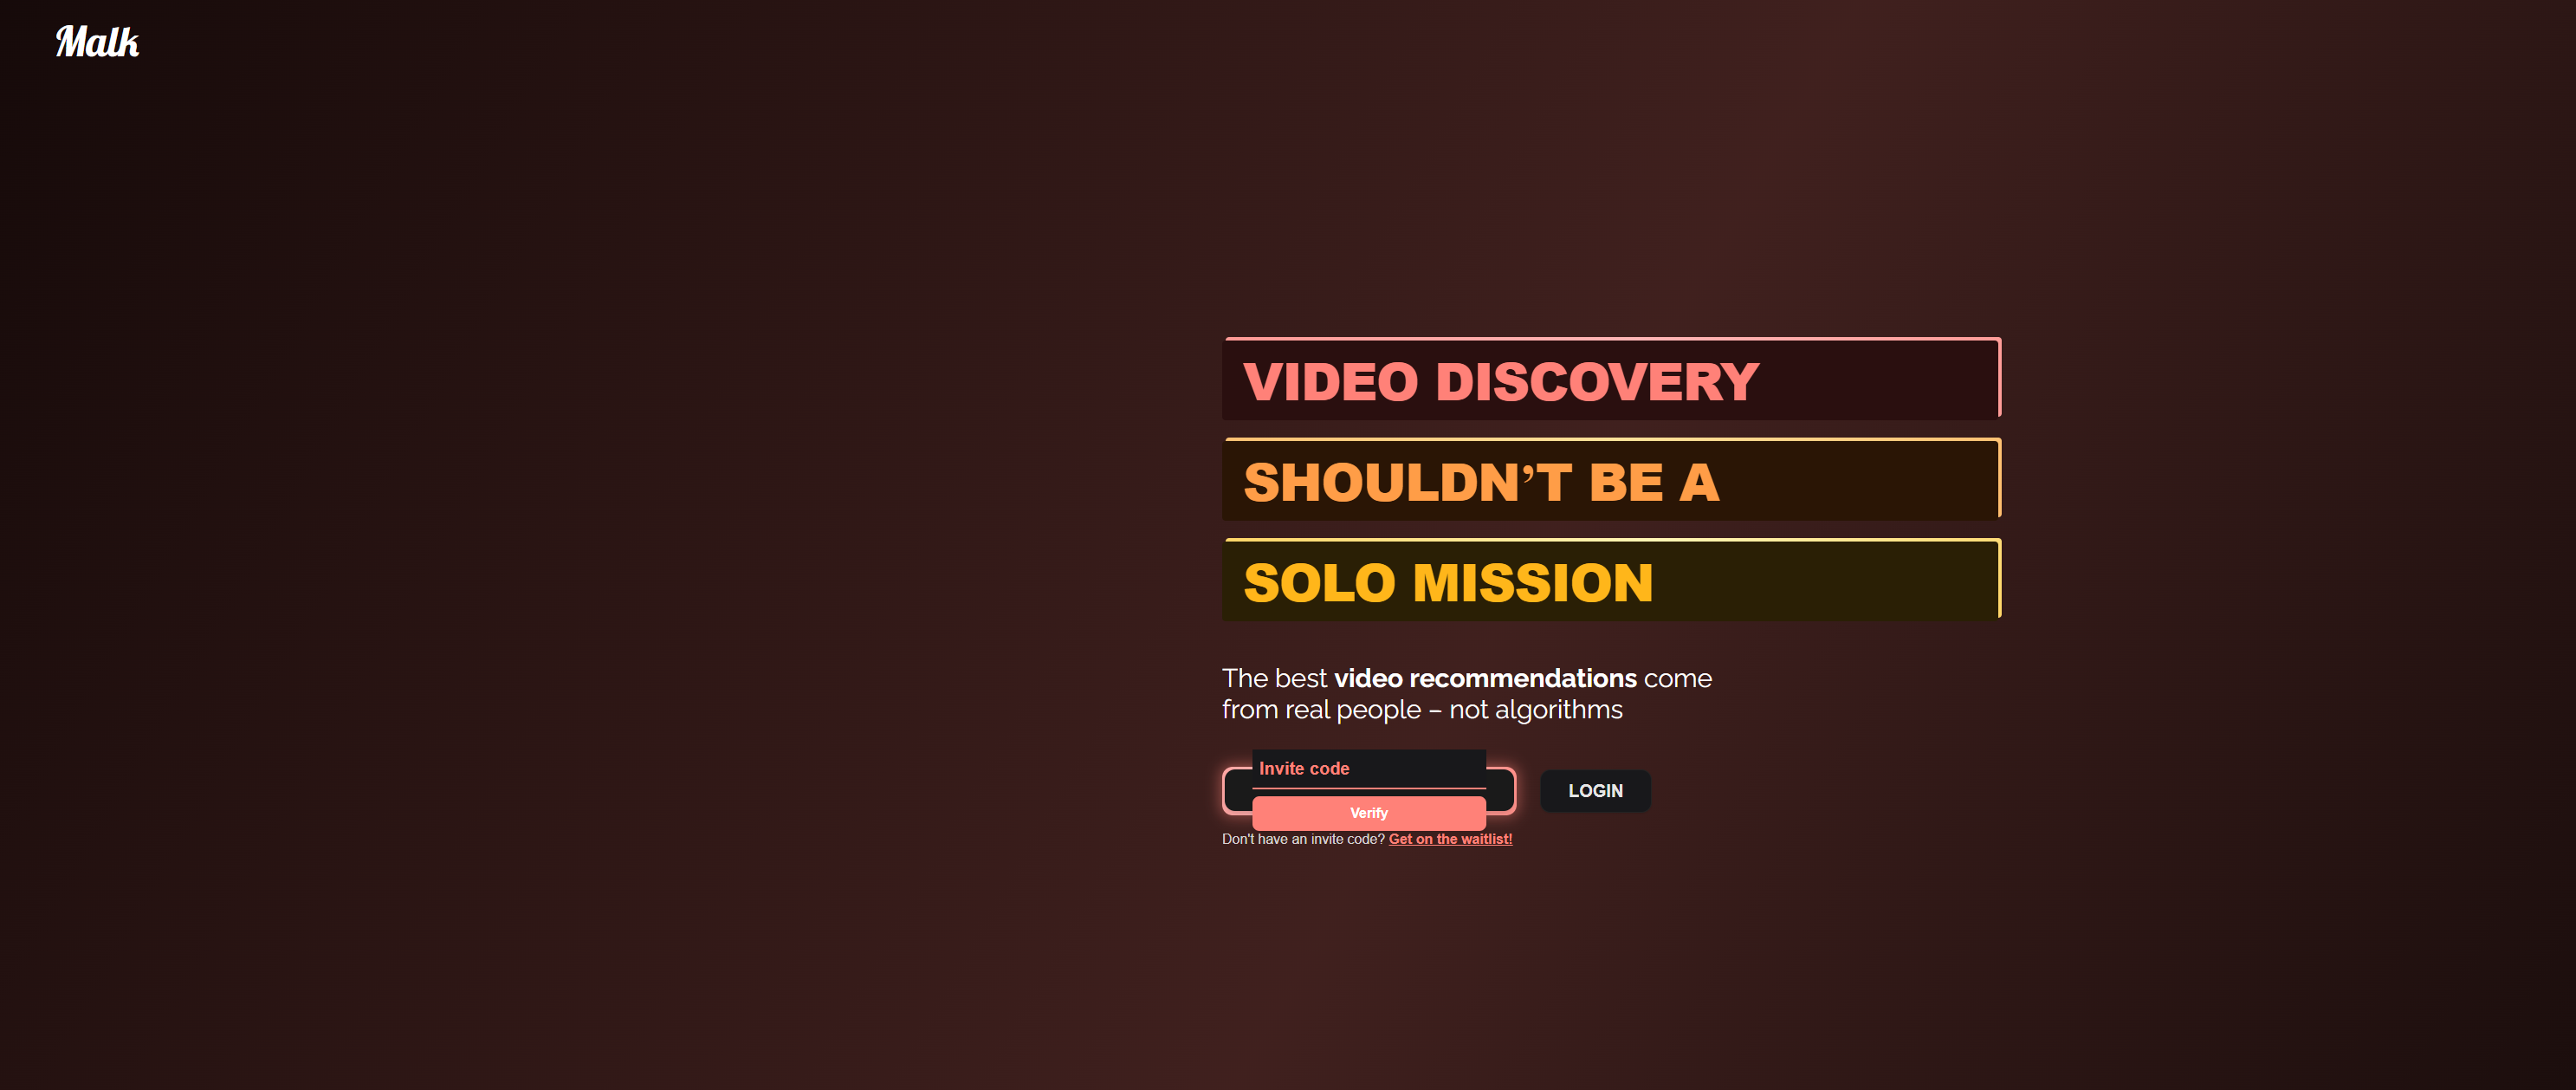 Malk
VIDEO DISCOVERY
SHOULDN’T BE A
SOLO MISSION
The best video recommendations come
from real people – not algorithms
Invite code
LOGIN
Verify
Don't have an invite code? Get on the waitlist!